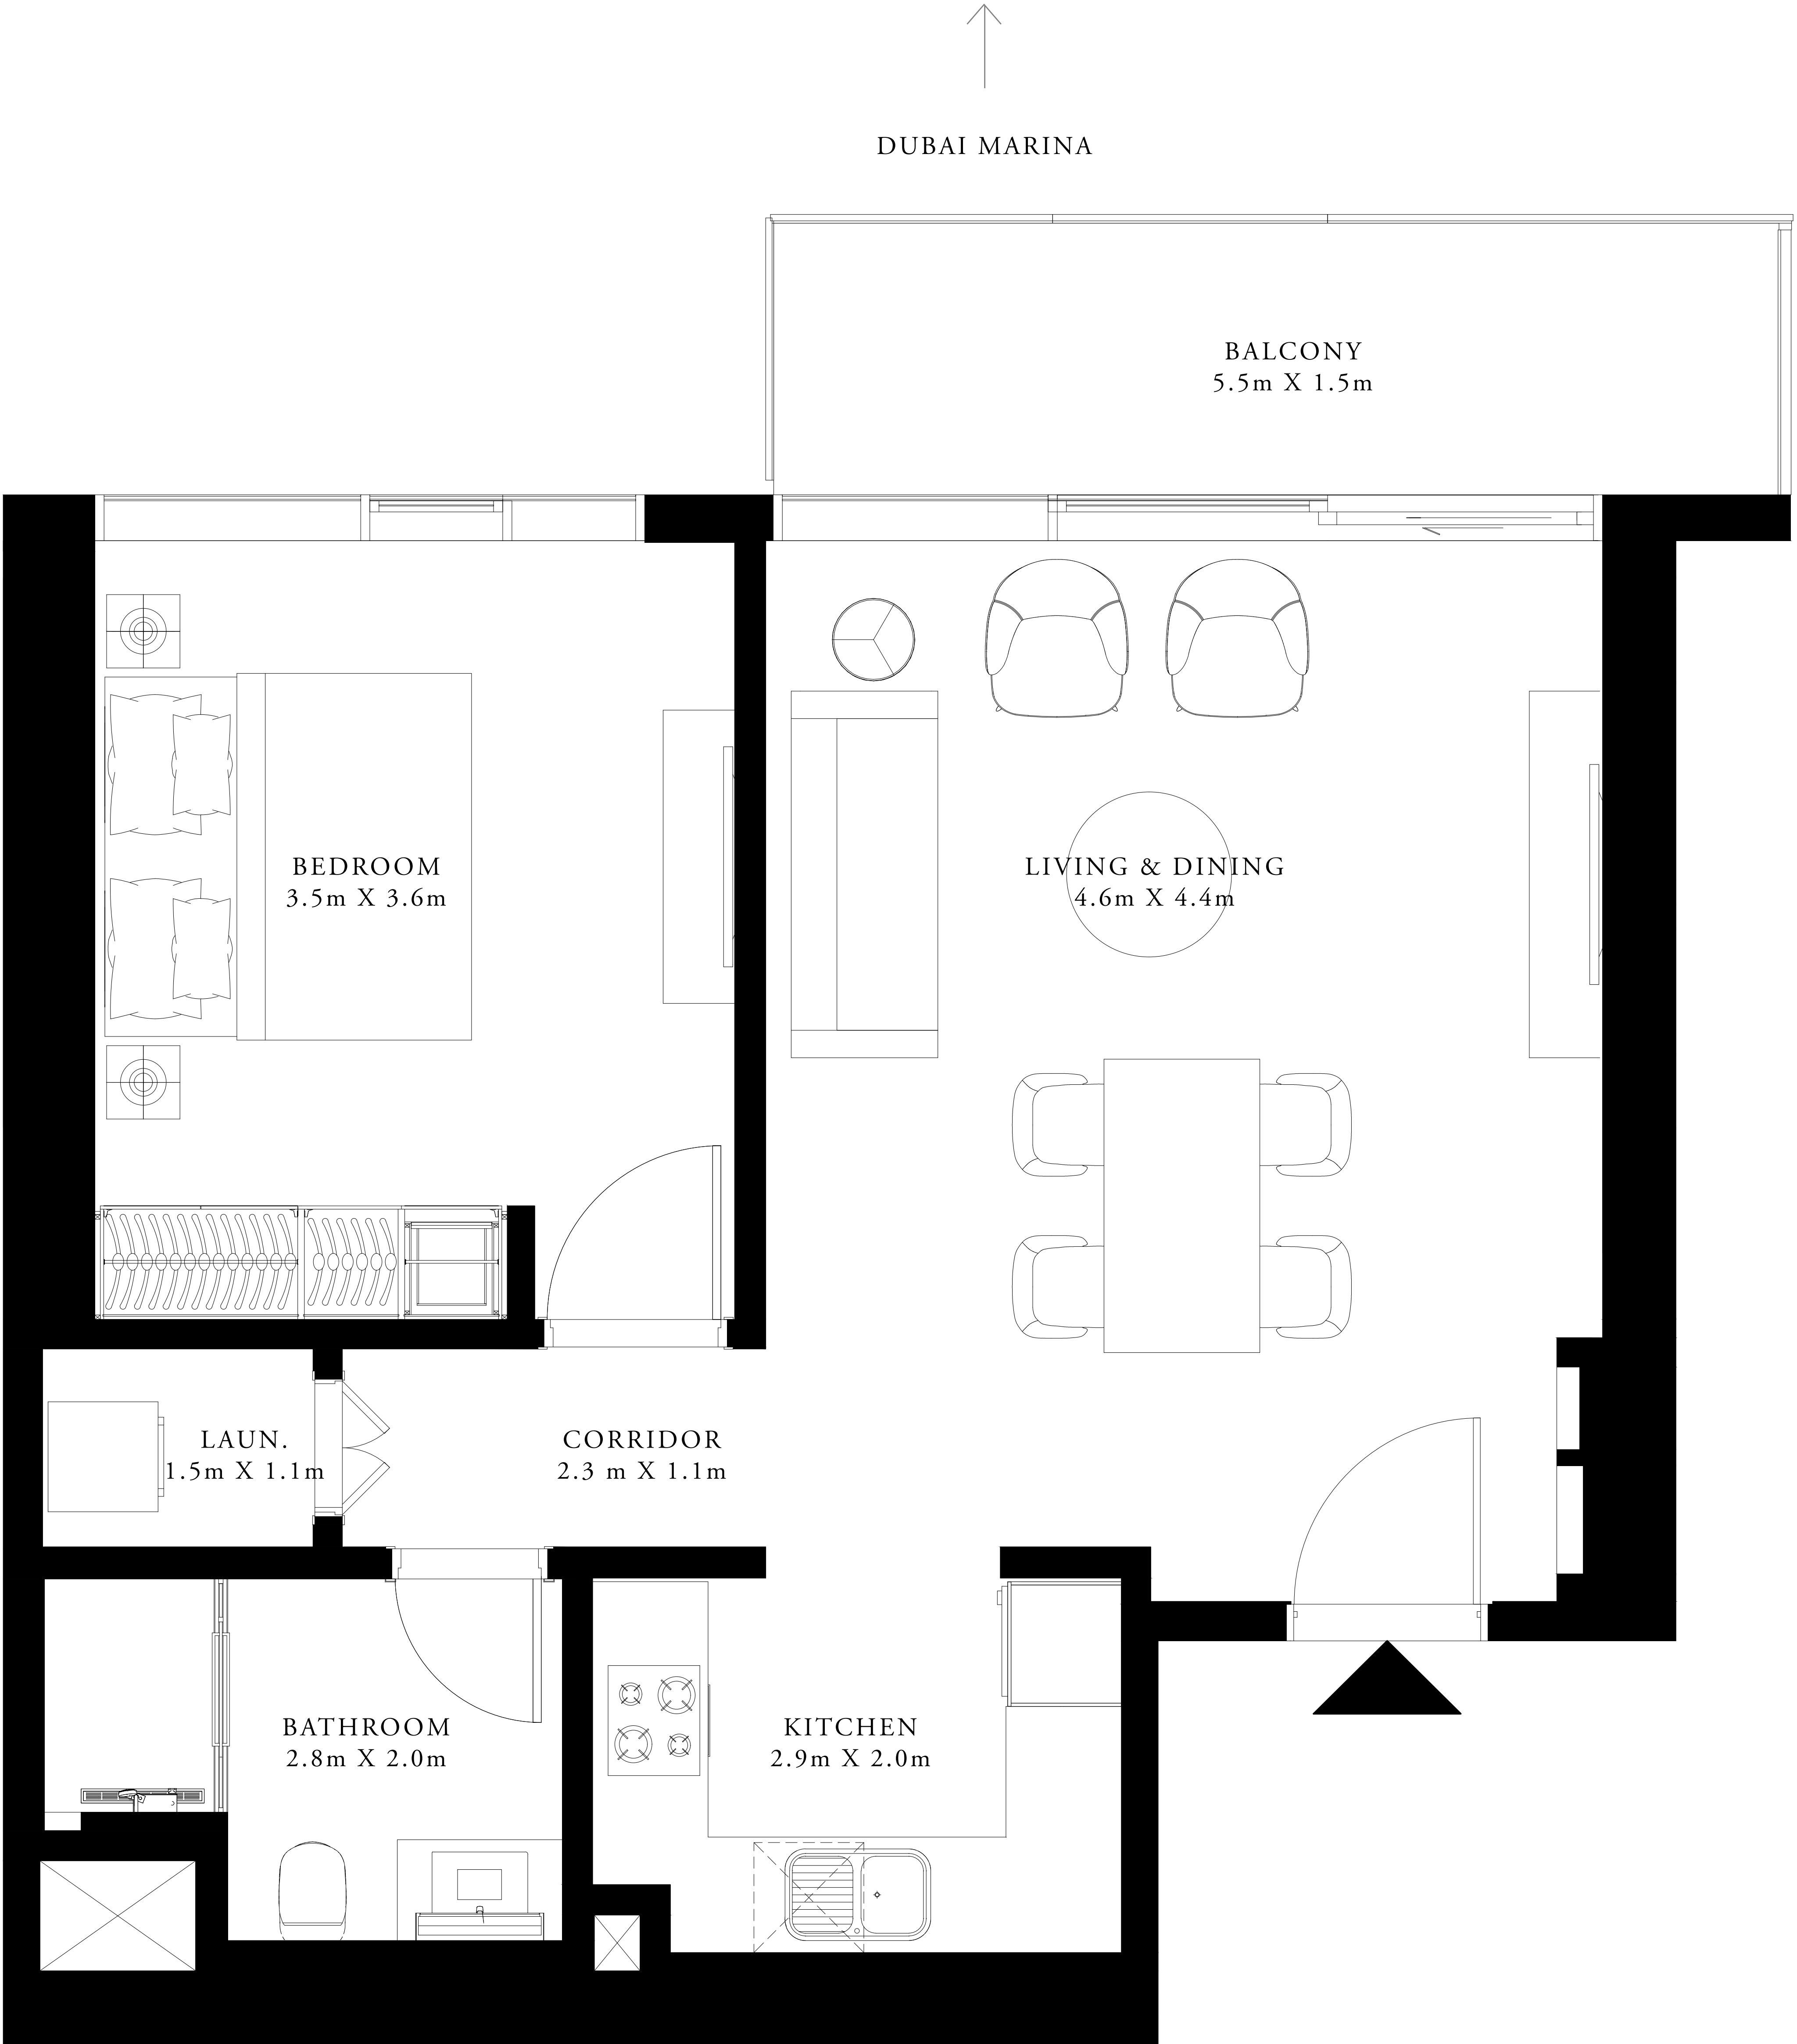 DUBAI MARINA
BALCONY
5.5m X 1.5m
BEDROOM
3.5m X 3.6m
LIVING & DINING
4.6m X 4.4m
LAUN.
1.5m X 1.1m
CORRIDOR
2.3 m X 1.1m
BATHROOM
2.8m X 2.0m
KITCHEN
2.9m X 2.0m